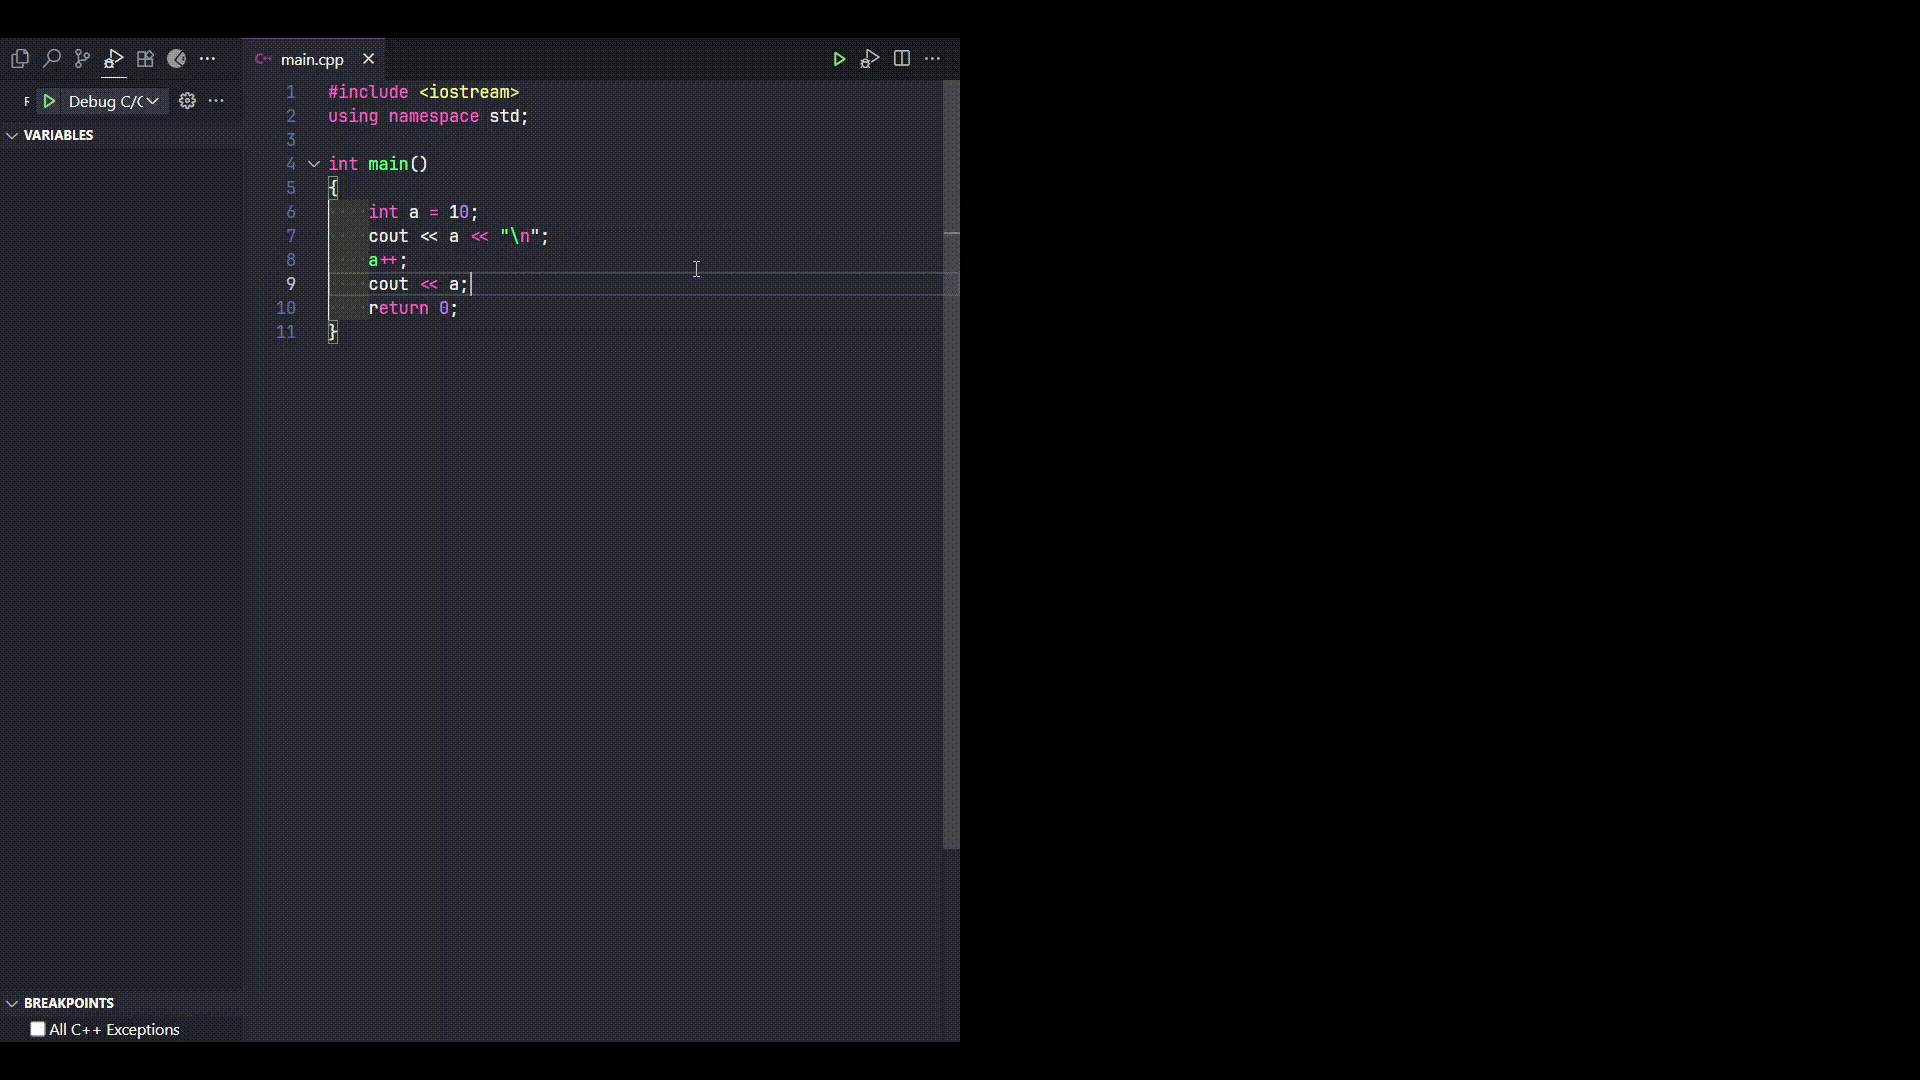 main.cpp
F Debug C/C
VARIABLES
1 #include <iostream>
2 using namespace std;
3
4 int main()
5 {
6 int a = 10;
7 cout << a << "\n";
8 a++;
9 cout << a;
10 return 0;
11 }
BREAKPOINTS
All C++ Exceptions